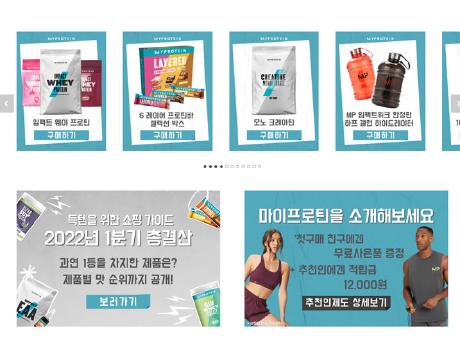 MYPROTEIN
IMPACT
WHEY
PROTEIN
임팩트 웨이 프로틴
구매하기
MYPROTEIN
LAYERED
6 레이어 프로틴바
셀렉션 박스
구매하기
MYPROTEIN
CREATINE
모노 크레아틴
구매하기
MYPROTEIN
MP
MP 임팩트위크 한정판
하프 갤런 하이드레이터
구매하기
득템을 위한 쇼핑 가이드
2022년 1분기 총결산
과연 1등을 차지한 제품은?
제품별 맛 순위까지 공개!
보러가기
EAA
마이프로틴을 소개해보세요
*첫구매 친구에겐
무료사은품 증정
+ 추천인에겐 적립금
12,000원
추천인제도 상세보기
MP